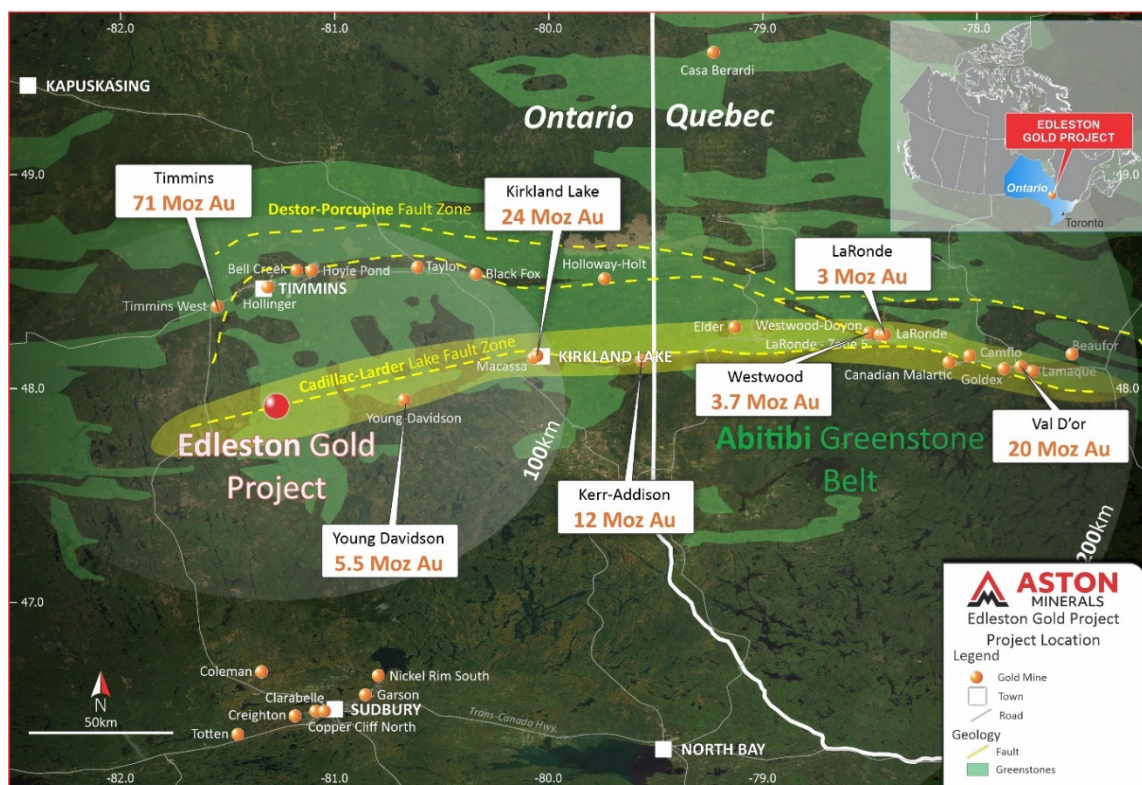 -82.0
-81.0
-80.0
-79.0
-78.0
KAPUSKASING
Casa Berardi
Ontario
Quebec
EDLESTON
GOLD PROJECT
Ontario
Toronto
49.0
49.0
Timmins
71 Moz Au
Kirkland Lake
24 Moz Au
Destor-Porcupine Fault Zone
LaRonde
3 Moz Au
Bell Creek
Hoyle Pond
Taylor
Black Fox
Holloway-Holt
TIMMINS
Hollinger
Timmins West
Elder
Westwood-Doyon
LaRonde
LaRonde - Zone 5
Cadillac-Larder Lake Fault Zone
Macassa
KIRKLAND LAKE
Camflo
Beaufor
Canadian Malartic
Goldex
Lamaque
48.0
48.0
Young Davidson
Westwood
3.7 Moz Au
Val D'or
20 Moz Au
Edleston Gold
Project
100km
Abitibi Greenstone
Belt
Kerr-Addison
12 Moz Au
Young Davidson
5.5 Moz Au
200km
47.0
ASTON
MINERALS
Edleston Gold Project
Project Location
Legend
Gold Mine
Town
Road
Geology
Fault
Greenstones
Coleman
Nickel Rim South
Garson
Clarabelle
SUDBURY
Creighton
Copper Cliff North
Totten
Trans-Canada Hwy.
NORTH BAY
N
50km
-82.0
-81.0
-80.0
-79.0